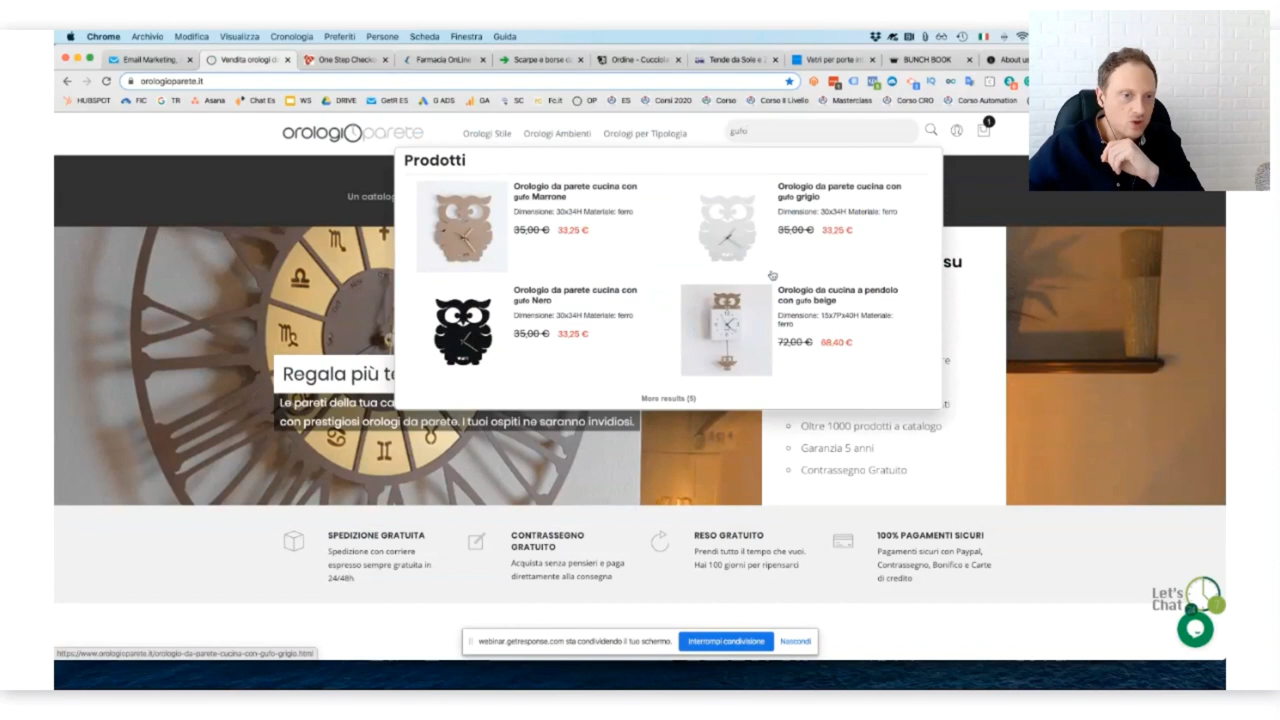 Chrome Archivio Modifica Visualizza Cronologia Preferiti Persone Scheda Finestra Guida
Email Marketing, Vendita orologi d One Step Check Farmacia OnLine Scarpe e borse Ordine - Cucciol Tende da Sole e Vetri per porte in BUNCH BOOK About us
orologioparete.it
HUBSPOT FIC TR Asana Chat Es WS DRIVE GetR ES G ADS GA SC Fc.it OP ES Corsi 2020 Corso Corso II Livello Masterclass Corso CRO Corso Automation
orologioparete Orologi Stile Orologi Ambienti Orologi per Tipologia gufo 1
Prodotti
Orologio da parete cucina con
gufo Marrone
Dimensione: 30x34H Materiale: ferro
35,00 € 33,25 €
Orologio da parete cucina con
gufo grigio
Dimensione: 30x34H Materiale: ferro
35,00 € 33,25 €
Orologio da parete cucina con
gufo Nero
Dimensione: 30x34H Materiale: ferro
35,00 € 33,25 €
Orologio da cucina a pendolo
con gufo beige
Dimensione: 15x7Px40H Materiale:
ferro
72,00 € 68,40 €
More results (5)
Un catalog
su
Regala più te
Le pareti della tua ca
con prestigiosi orologi da parete. I tuoi ospiti ne saranno invidiosi.
Oltre 1000 prodotti a catalogo
Garanzia 5 anni
Contrassegno Gratuito
SPEDIZIONE GRATUITA
Spedizione con corriere
espresso sempre gratuita in
24/48h
CONTRASSEGNO
GRATUITO
Acquista senza pensieri e paga
direttamente alla consegna
RESO GRATUITO
Prendi tutto il tempo che vuoi.
Hai 100 giorni per ripensarci
100% PAGAMENTI SICURI
Pagamenti sicuri con Paypal,
Contrassegno, Bonifico e Carte
di credito
Let's
Chat
webinar.getresponse.com sta condividendo il tuo schermo. Interrompi condivisione Nascondi
https://www.orologioparete.it/orologio-da-parete-cucina-con-gufo-grigio.html